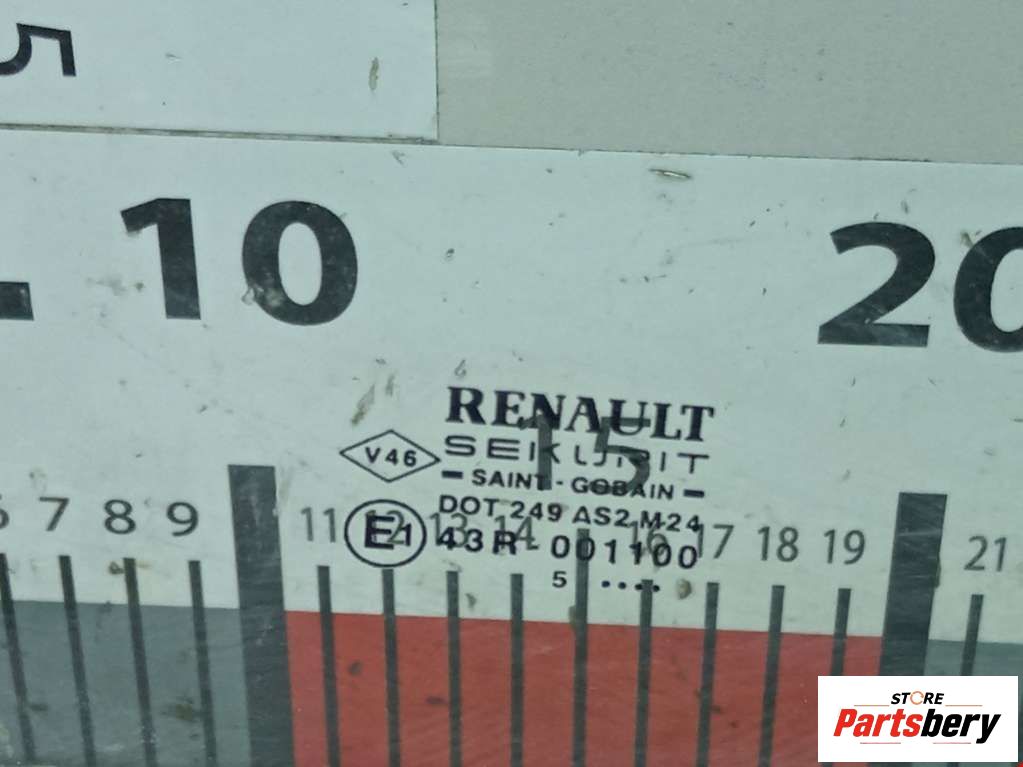 5
10
20
RENAULT
15
V46
SEKURIT
SAINT-GOBAIN
DOT 249 AS2 M24
7 8 9 11 12 13 14 16 17 18 19 21
E1 43R-001100
5 ....
STORE
Partsbery